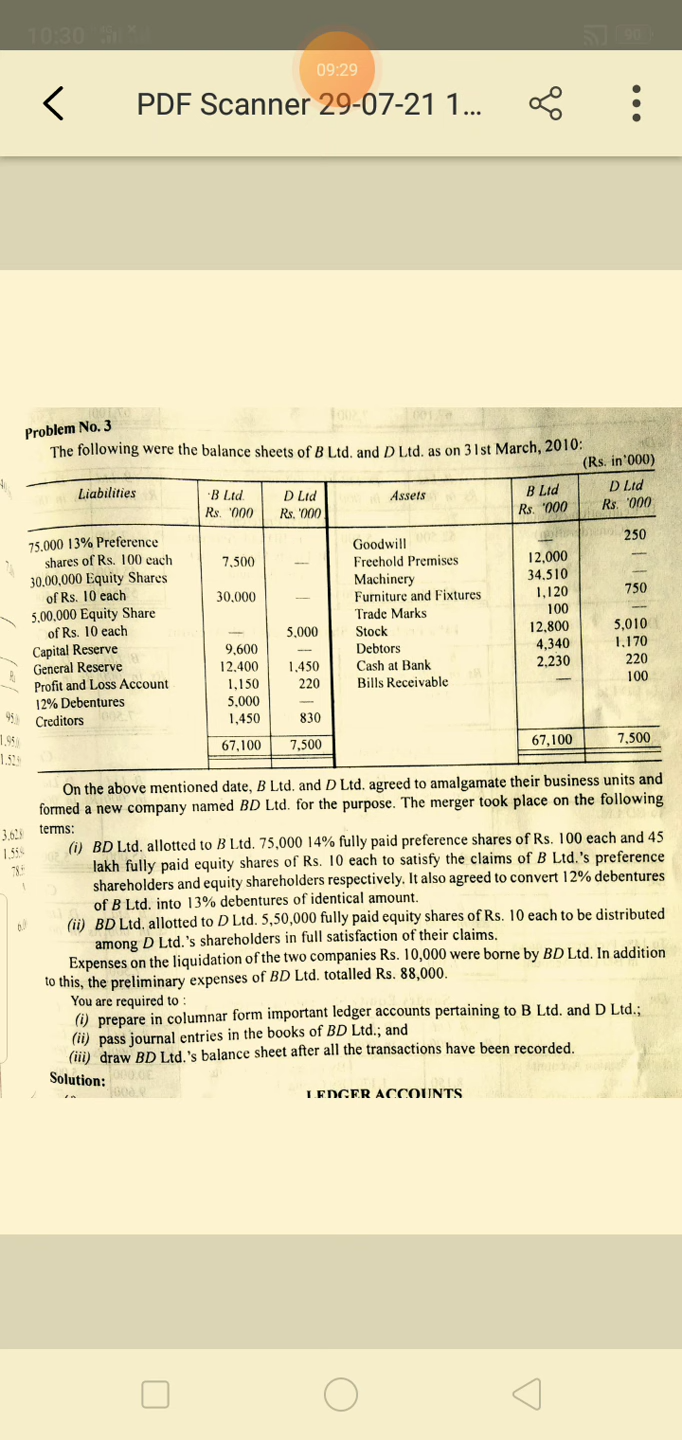 10:30
90
09:29
PDF Scanner 29-07-21 1...
Problem No. 3
The following were the balance sheets of B Ltd. and D Ltd. as on 31st March, 2010:
(Rs. in'000)
Liabilities B Ltd. Rs. '000 D Ltd Rs. '000 Assets B Ltd Rs. '000 D Ltd Rs. '000
75.000 13% Preference Goodwill — 250
shares of Rs. 100 each 7,500 — Freehold Premises 12,000 —
30,00,000 Equity Shares Machinery 34.510 —
of Rs. 10 each 30,000 — Furniture and Fixtures 1,120 750
5,00,000 Equity Share Trade Marks 100 —
of Rs. 10 each — 5,000 Stock 12,800 5,010
Capital Reserve 9,600 — Debtors 4,340 1,170
General Reserve 12,400 1,450 Cash at Bank 2,230 220
Profit and Loss Account 1,150 220 Bills Receivable — 100
12% Debentures 5,000 —
Creditors 1,450 830
67,100 7,500 67,100 7,500
On the above mentioned date, B Ltd. and D Ltd. agreed to amalgamate their business units and
formed a new company named BD Ltd. for the purpose. The merger took place on the following
terms:
(i) BD Ltd. allotted to B Ltd. 75,000 14% fully paid preference shares of Rs. 100 each and 45
lakh fully paid equity shares of Rs. 10 each to satisfy the claims of B Ltd.'s preference
shareholders and equity shareholders respectively. It also agreed to convert 12% debentures
of B Ltd. into 13% debentures of identical amount.
(ii) BD Ltd. allotted to D Ltd. 5,50,000 fully paid equity shares of Rs. 10 each to be distributed
among D Ltd.'s shareholders in full satisfaction of their claims.
Expenses on the liquidation of the two companies Rs. 10,000 were borne by BD Ltd. In addition
to this, the preliminary expenses of BD Ltd. totalled Rs. 88,000.
You are required to :
(i) prepare in columnar form important ledger accounts pertaining to B Ltd. and D Ltd.;
(ii) pass journal entries in the books of BD Ltd.; and
(iii) draw BD Ltd.'s balance sheet after all the transactions have been recorded.
Solution:
LEDGER ACCOUNTS